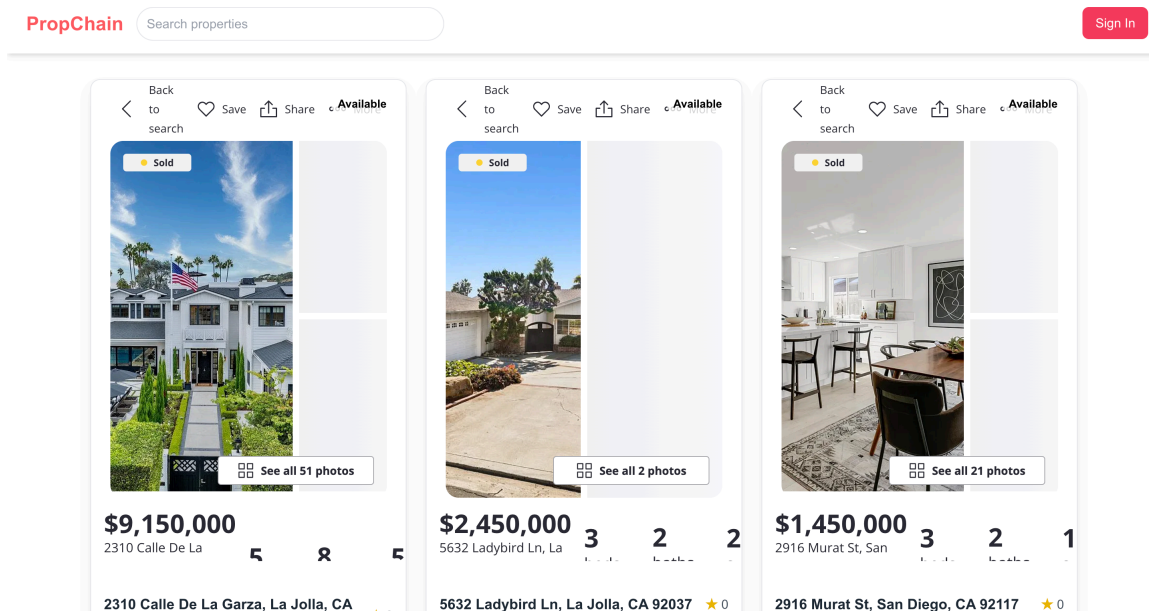 PropChain
Search properties
Sign In
Back
to
search
Save
Share
Available
Back
to
search
Save
Share
Available
Back
to
search
Save
Share
Available
More
Sold
Sold
Sold
See all 51 photos
See all 2 photos
See all 21 photos
$9,150,000
2310 Calle De La
5
8
5
$2,450,000
5632 Ladybird Ln, La
3
2
2
$1,450,000
2916 Murat St, San
3
2
1
2310 Calle De La Garza, La Jolla, CA
5632 Ladybird Ln, La Jolla, CA 92037
0
2916 Murat St, San Diego, CA 92117
0